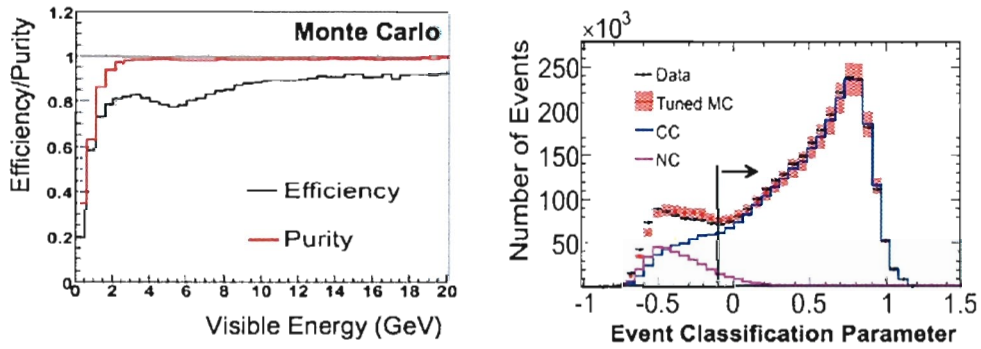 Monte Carlo
Efficiency/Purity
1.2
1
0.8
0.6
0.4
0.2
0
Efficiency
Purity
0 2 4 6 8 10 12 14 16 18 20
Visible Energy (GeV)
×10³
Number of Events
250
200
150
100
50
Data
Tuned MC
CC
NC
-1 -0.5 0 0.5 1 1.5
Event Classification Parameter